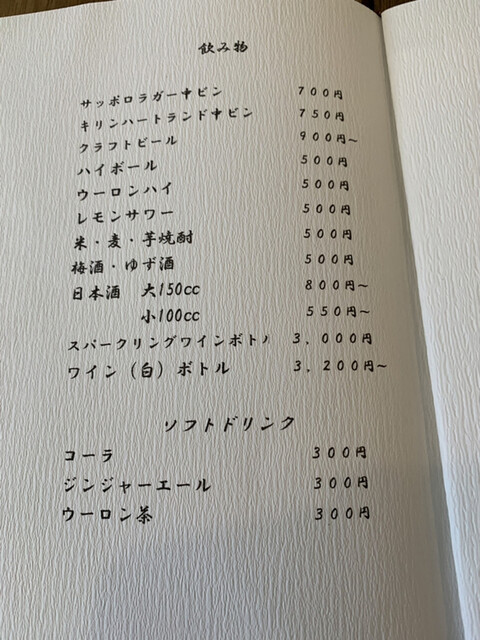 飲み物
サッポロラガー中ビン 700円
キリンハートランド中ビン 750円
クラフトビール 900円～
ハイボール 500円
ウーロンハイ 500円
レモンサワー 500円
米・麦・芋焼酎 500円
梅酒・ゆず酒 500円
日本酒 大150cc 800円～
小100cc 550円～
スパークリングワインボトル 3,000円
ワイン（白）ボトル 3,200円～
ソフトドリンク
コーラ 300円
ジンジャーエール 300円
ウーロン茶 300円